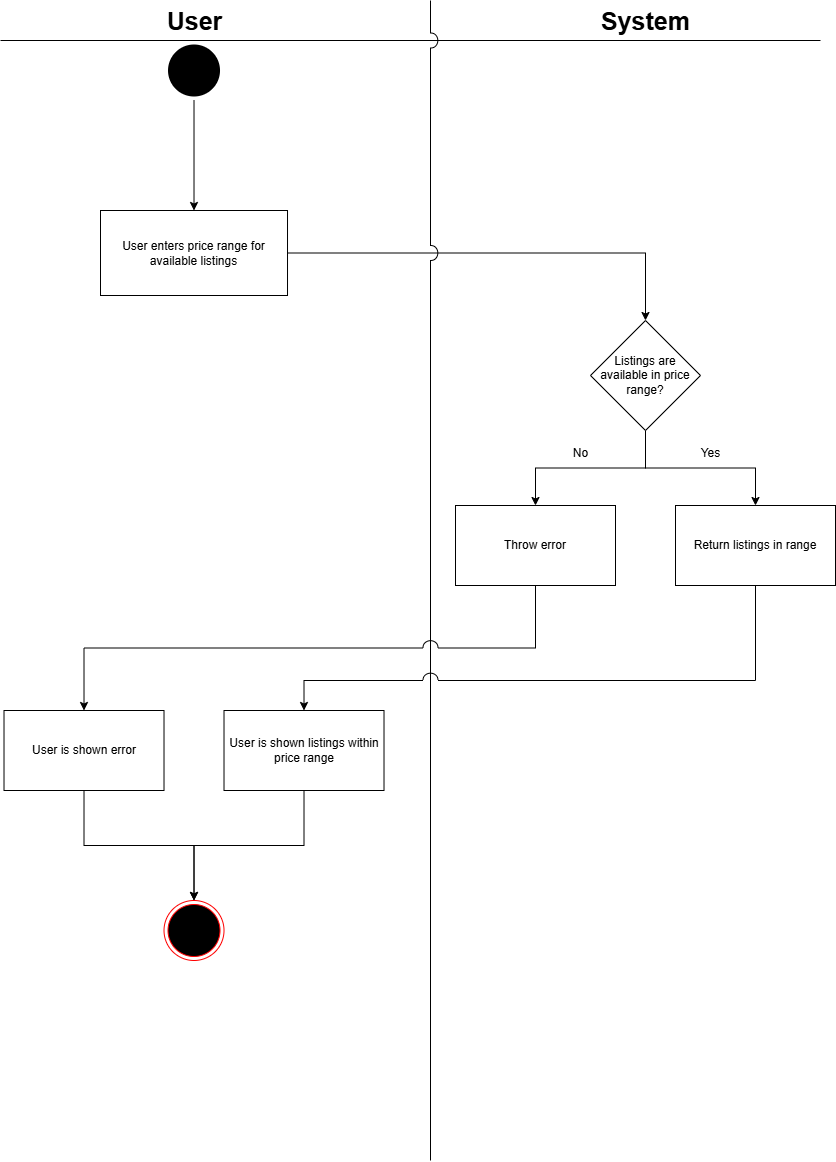 User
System
User enters price range for
available listings
Listings are
available in price
range?
No
Yes
Throw error
Return listings in range
User is shown error
User is shown listings within
price range